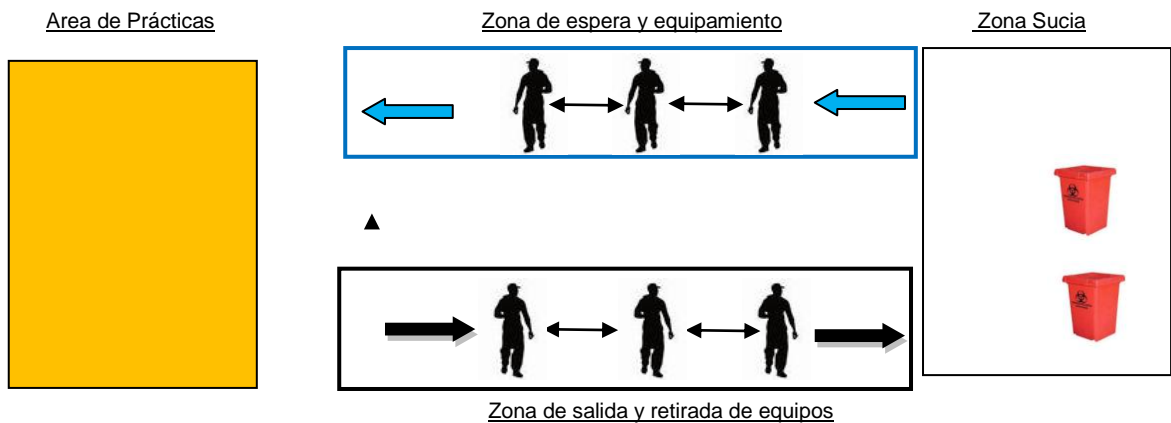 Area de Prácticas
Zona de espera y equipamiento
Zona Sucia
Zona de salida y retirada de equipos